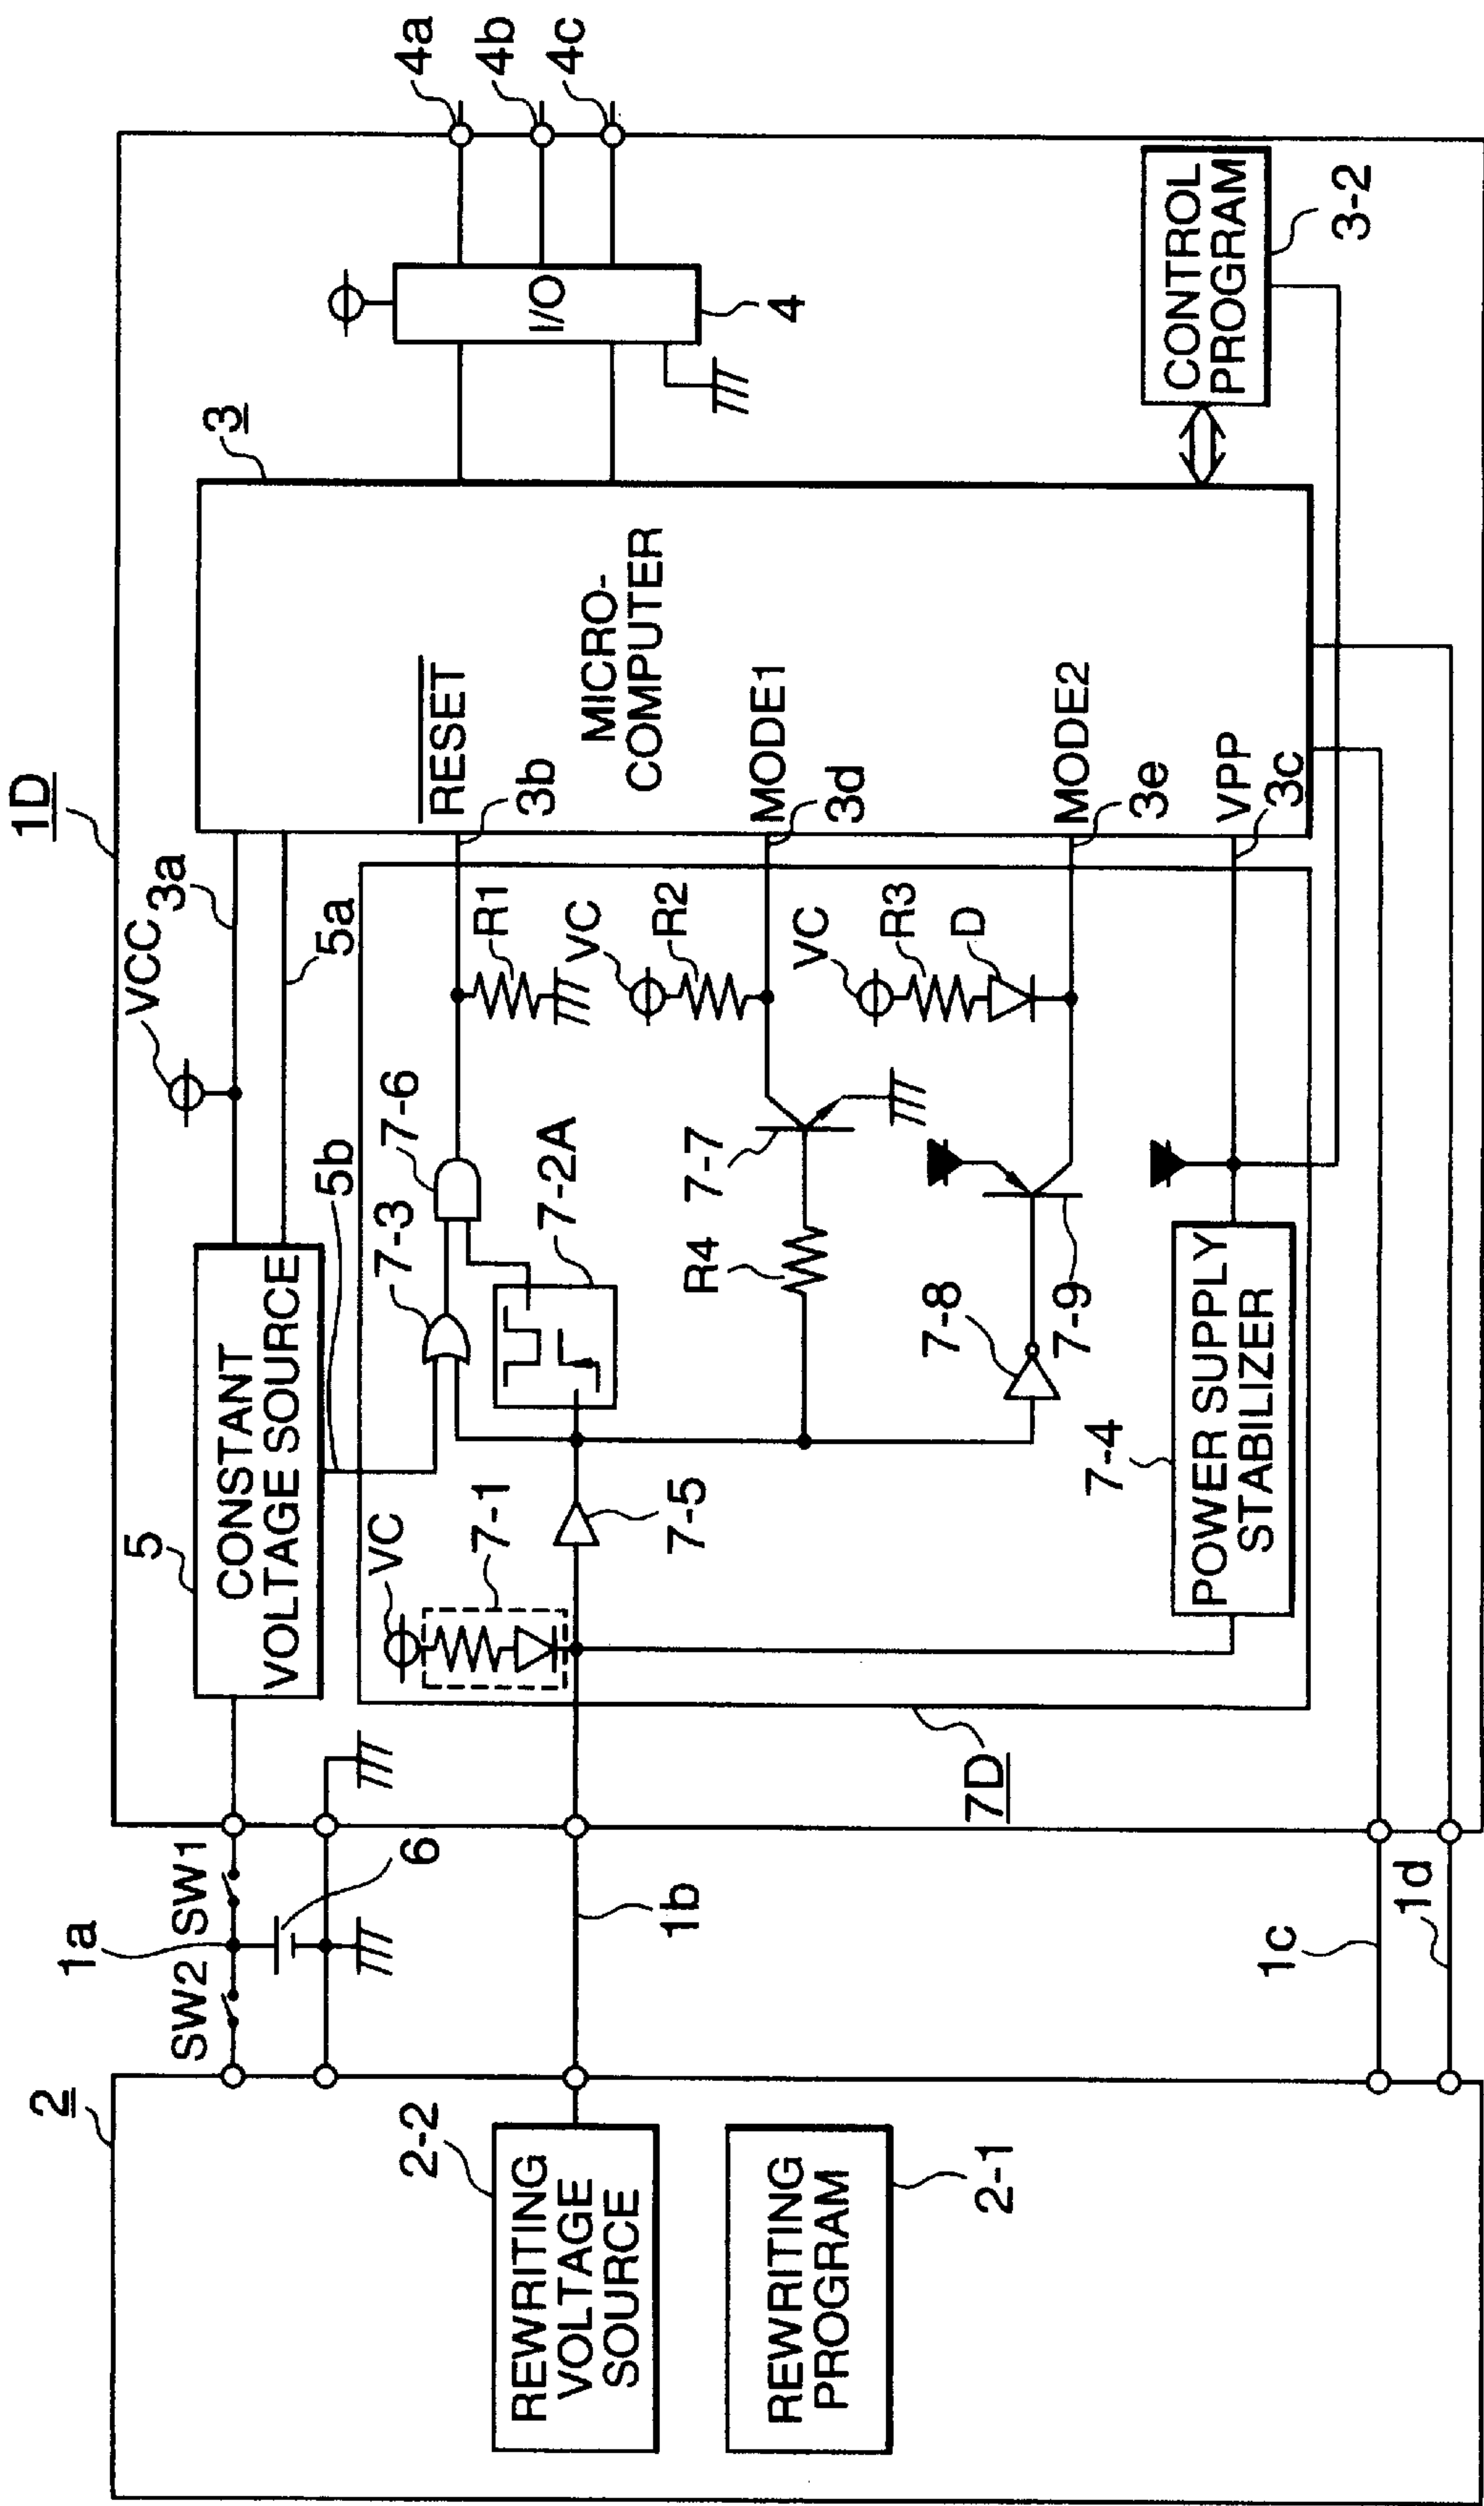 1D
2
1a
SW2
SW1
5
CONSTANT
VOLTAGE SOURCE
VCC
3a
5a
5b
3
4a
4b
4c
I/O
4
6
VC
7-1
7-3
7-6
7-2A
R1
RESET
3b
MICRO-
COMPUTER
2-2
REWRITING
VOLTAGE
SOURCE
1b
7-5
VC
R2
7-7
R4
MODE1
3d
REWRITING
PROGRAM
2-1
VC
R3
D
7-8
7-9
MODE2
3e
7D
7-4
POWER SUPPLY
STABILIZER
VPP
3c
CONTROL
PROGRAM
3-2
1c
1d